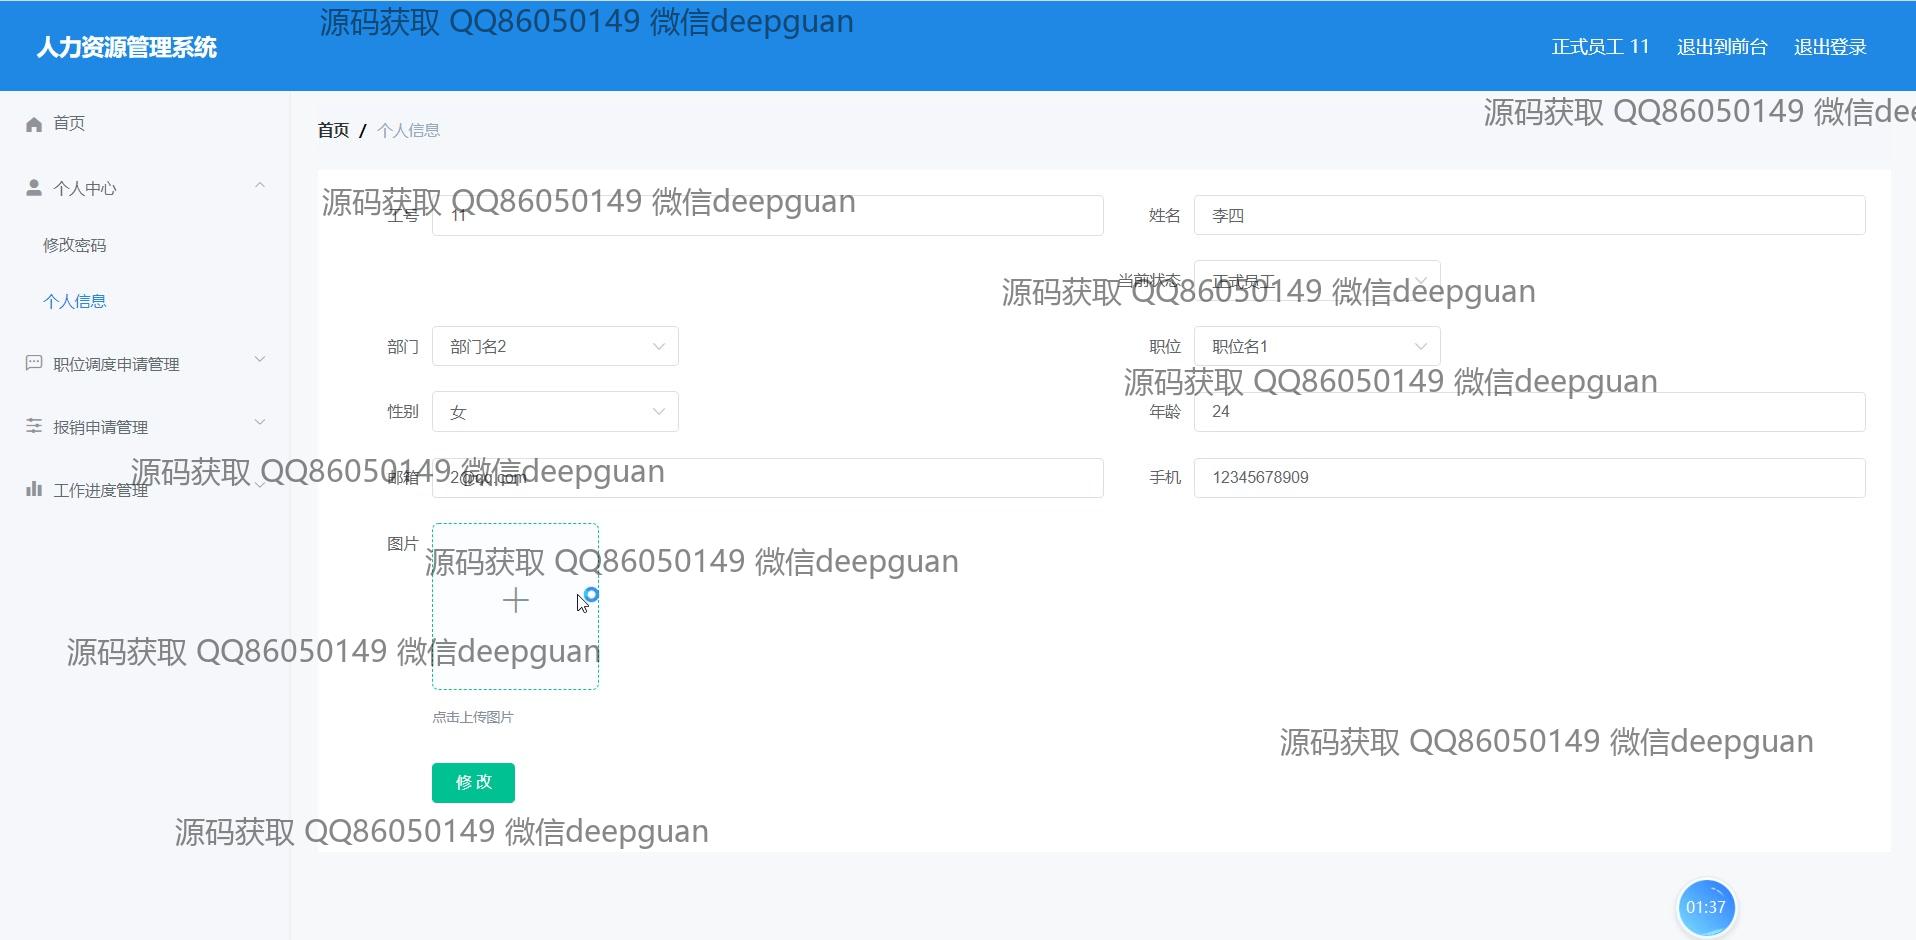 源码获取 QQ86050149 微信deepguan
人力资源管理系统
正式员工 11 退出到前台 退出登录
源码获取 QQ86050149 微信dee
首页
首页 / 个人信息
个人中心
源码获取 QQ86050149 微信deepguan
工号 11
姓名 李四
修改密码
当前状态 正式员工
源码获取 QQ86050149 微信deepguan
个人信息
部门 部门名2
职位 职位名1
职位调度申请管理
源码获取 QQ86050149 微信deepguan
性别 女
年龄 24
报销申请管理
源码获取 QQ86050149 微信deepguan
邮箱 2@qq.com
手机 12345678909
工作进度管理
图片
源码获取 QQ86050149 微信deepguan
源码获取 QQ86050149 微信deepguan
点击上传图片
源码获取 QQ86050149 微信deepguan
修改
源码获取 QQ86050149 微信deepguan
01:37